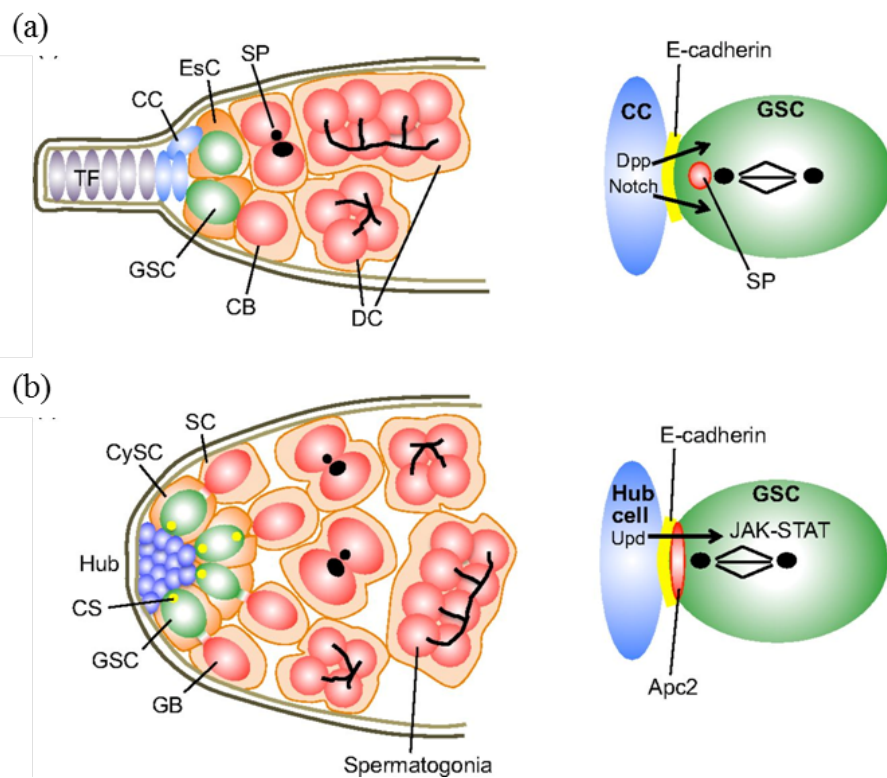 (a)
SP
EsC
CC
TF
GSC
CB
DC
E-cadherin
CC
GSC
Dpp
Notch
SP
(b)
SC
CySC
Hub
CS
GSC
GB
Spermatogonia
E-cadherin
Hub
cell
GSC
Upd
JAK-STAT
Apc2